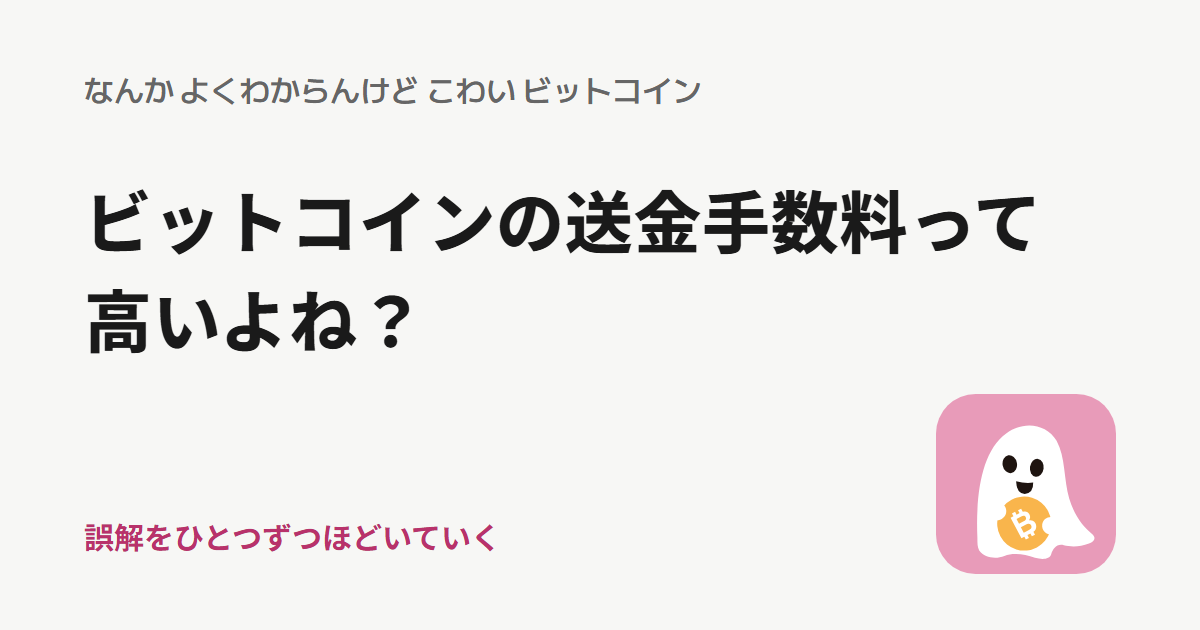 なんか よくわからんけど こわい ビットコイン
ビットコインの送金手数料って
高いよね？
誤解をひとつずつほどいていく